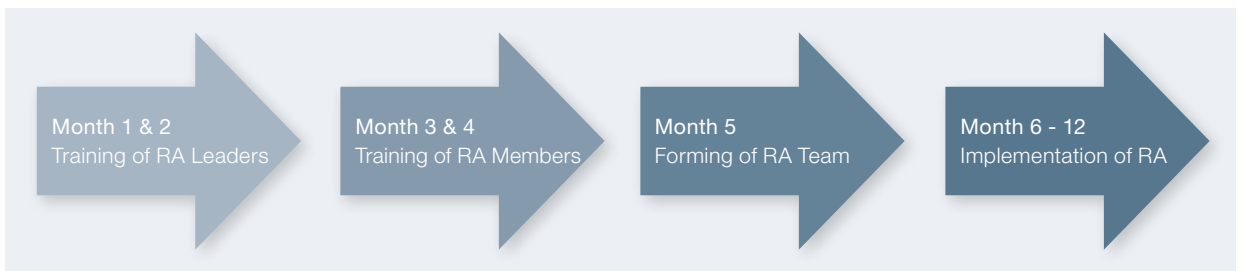 Month 1 & 2
Training of RA Leaders
Month 3 & 4
Training of RA Members
Month 5
Forming of RA Team
Month 6 - 12
Implementation of RA